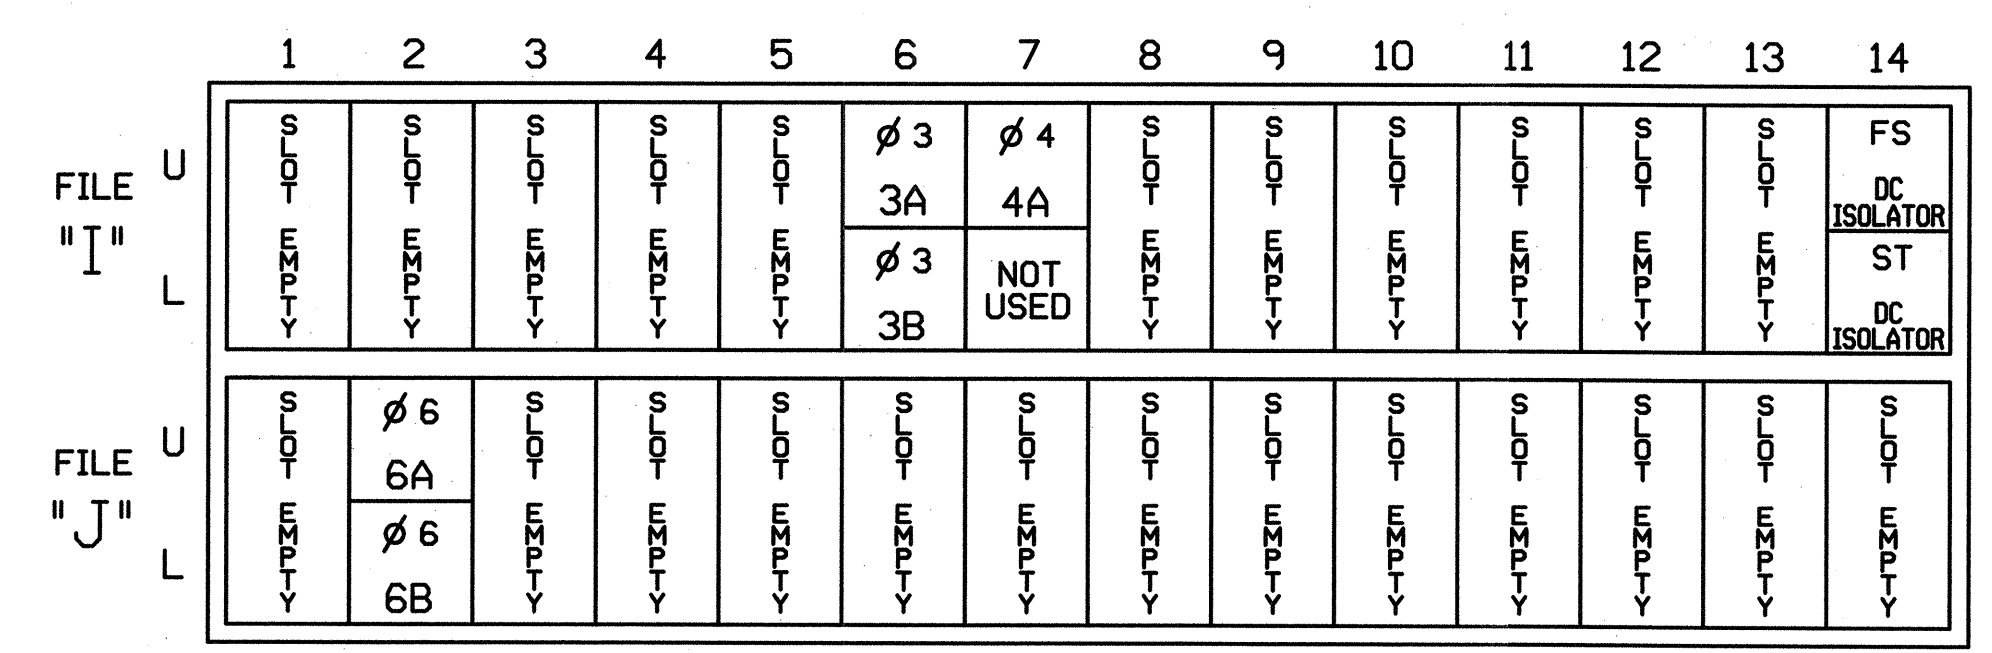 1 2 3 4 5 6 7 8 9 10 11 12 13 14
FILE "I"
U
L
SLOT EMPTY
SLOT EMPTY
SLOT EMPTY
SLOT EMPTY
SLOT EMPTY
Ø 3
3A
Ø 3
3B
Ø 4
4A
NOT
USED
SLOT EMPTY
SLOT EMPTY
SLOT EMPTY
SLOT EMPTY
SLOT EMPTY
SLOT EMPTY
FS
DC
ISOLATOR
ST
DC
ISOLATOR
FILE "J"
U
L
SLOT EMPTY
Ø 6
6A
Ø 6
6B
SLOT EMPTY
SLOT EMPTY
SLOT EMPTY
SLOT EMPTY
SLOT EMPTY
SLOT EMPTY
SLOT EMPTY
SLOT EMPTY
SLOT EMPTY
SLOT EMPTY
SLOT EMPTY
SLOT EMPTY